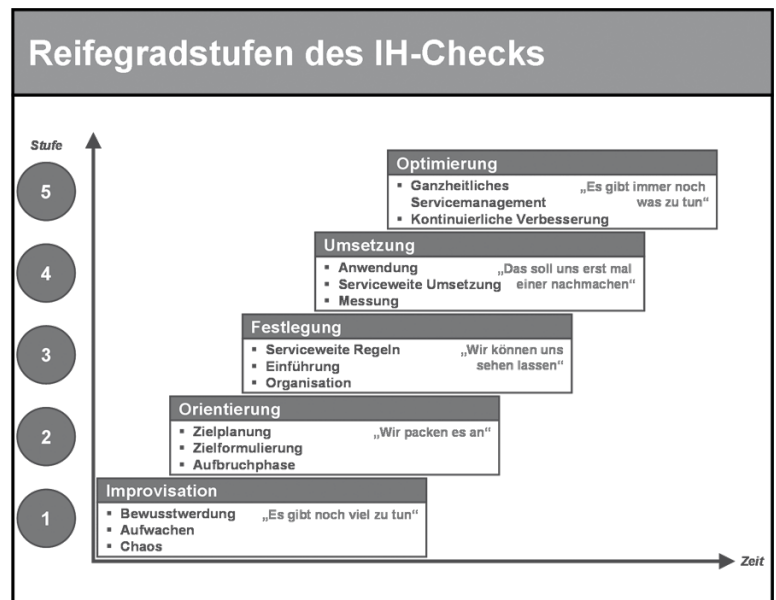 Reifegradstufen des IH-Checks
Stufe
5
Optimierung
▪ Ganzheitliches „Es gibt immer noch
Servicemanagement was zu tun“
▪ Kontinuierliche Verbesserung
4
Umsetzung
▪ Anwendung „Das soll uns erst mal
▪ Serviceweite Umsetzung einer nachmachen“
▪ Messung
3
Festlegung
▪ Serviceweite Regeln „Wir können uns
▪ Einführung sehen lassen“
▪ Organisation
2
Orientierung
▪ Zielplanung „Wir packen es an“
▪ Zielformulierung
▪ Aufbruchphase
1
Improvisation
▪ Bewusstwerdung „Es gibt noch viel zu tun“
▪ Aufwachen
▪ Chaos
Zeit